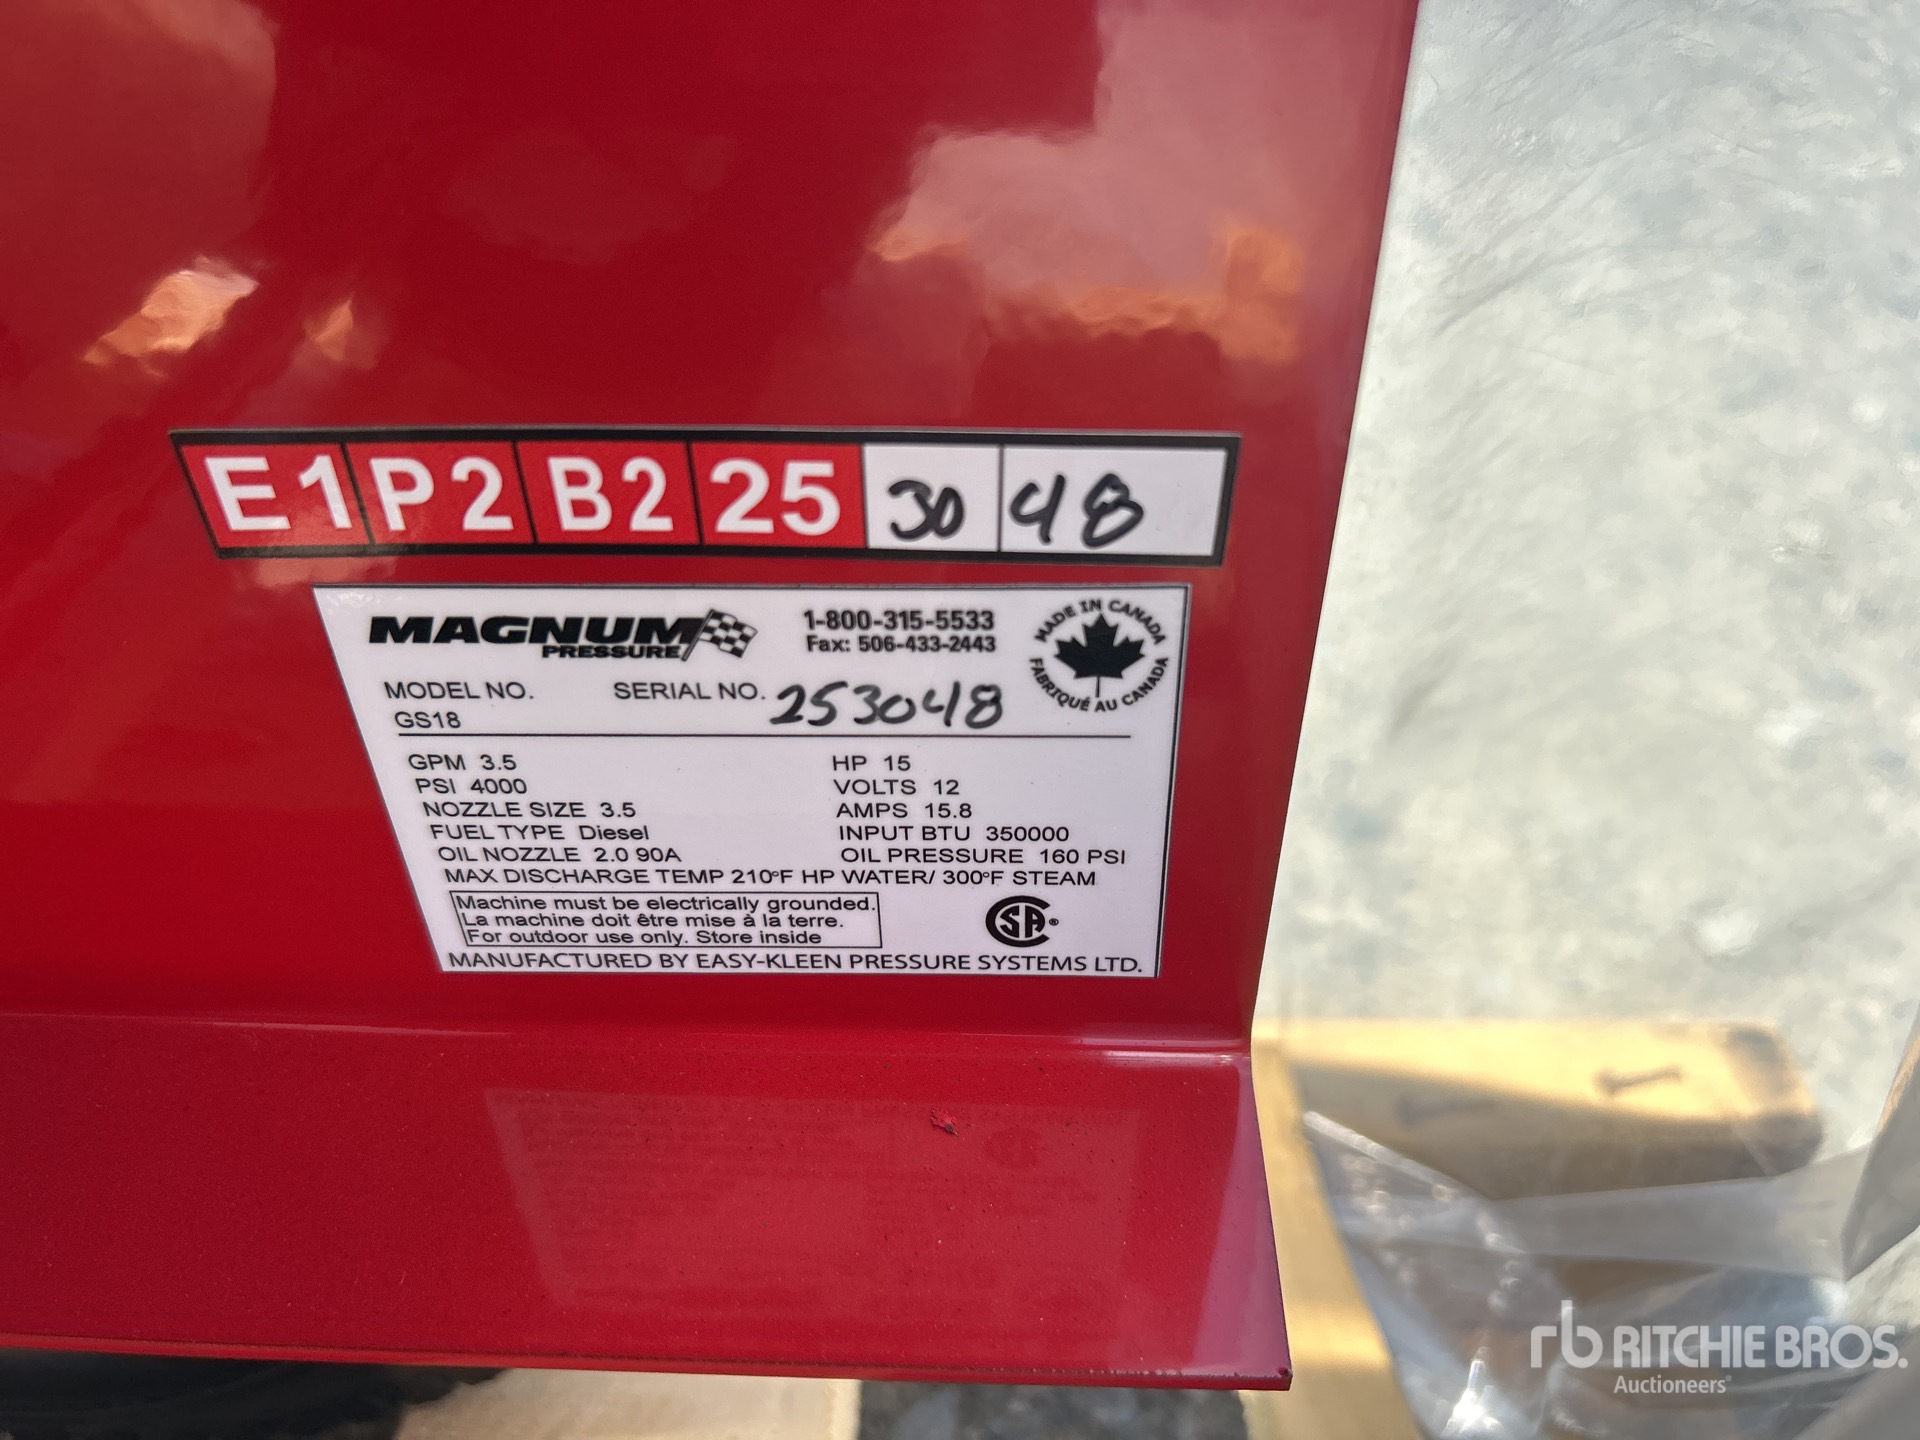 E1 P2 B2 25 30 48
MAGNUM
PRESSURE
1-800-315-5533
Fax: 506-433-2443
MADE IN CANADA
FABRIQUÉ AU CANADA
MODEL NO. SERIAL NO. 253048
GS18
GPM 3.5 HP 15
PSI 4000 VOLTS 12
NOZZLE SIZE 3.5 AMPS 15.8
FUEL TYPE Diesel INPUT BTU 350000
OIL NOZZLE 2.0 90A OIL PRESSURE 160 PSI
MAX DISCHARGE TEMP 210°F HP WATER/ 300°F STEAM
Machine must be electrically grounded.
La machine doit être mise à la terre.
For outdoor use only. Store inside
CSA®
MANUFACTURED BY EASY-KLEEN PRESSURE SYSTEMS LTD.
rb RITCHIE BROS.
Auctioneers